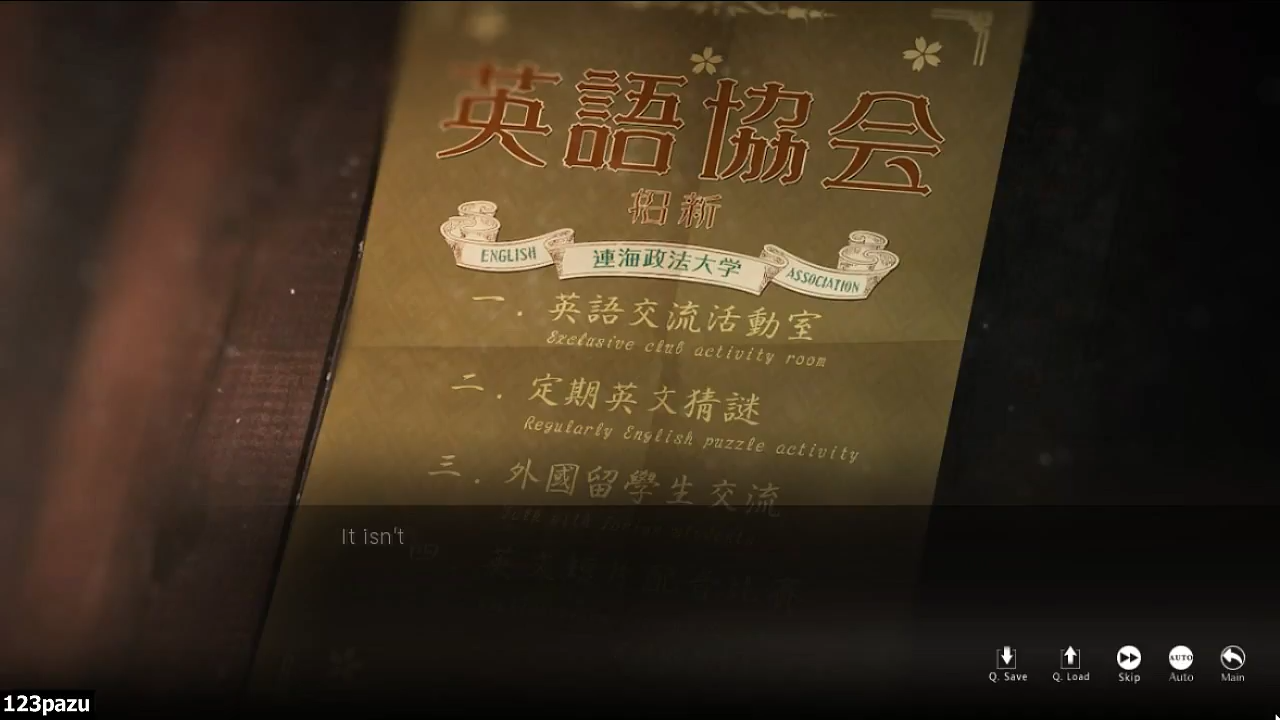 英語協会
招新
ENGLISH 連海政法大学 ASSOCIATION
一．英語交流活動室
Exclusive club activity room
二．定期英文猜謎
Regularly English puzzle activity
三．外國留學生交流
It isn't
四
Q. Save
Q. Load
Skip
AUTO
Auto
Main
123pazu